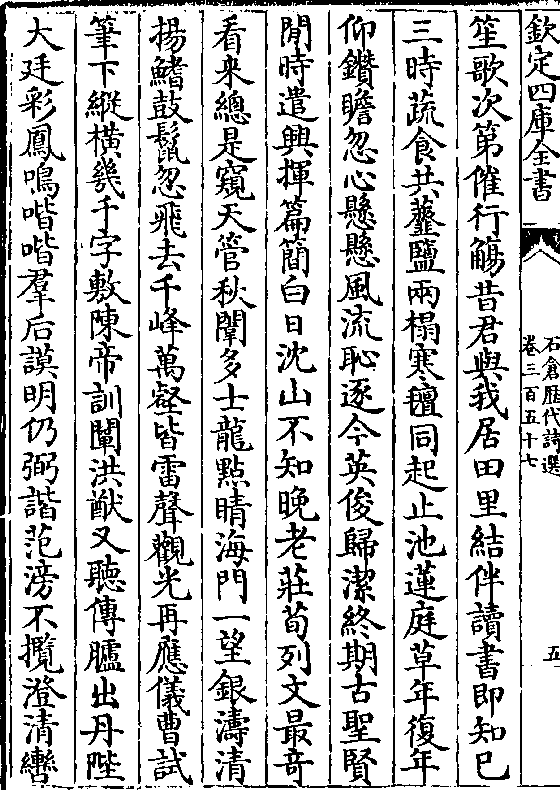 欽定四庫全書
石倉歴代詩選
卷三百五十七
五
笙歌次第催行觴昔君與我居田里結伴讀書即知已
三時蔬食共虀鹽兩榻寒氊同起止池蓮庭草年復年
仰鑽瞻忽心懸懸風流恥逐今英俊歸潔終期古聖賢
閒時遣興揮篇簡白日沈山不知晚老莊荀列文最竒
看来總是窺天管秋闈多士龍㸃睛海門一望銀濤清
揚鰭鼓鬛忽飛去千峰萬壑皆雷聲觀光再應儀曹試
筆下縱横幾千字敷陳帝訓闡洪猷又聽傳臚出丹陛
大廷彩鳳鳴喈喈羣后謨明仍弼諧范滂不攬澄清轡